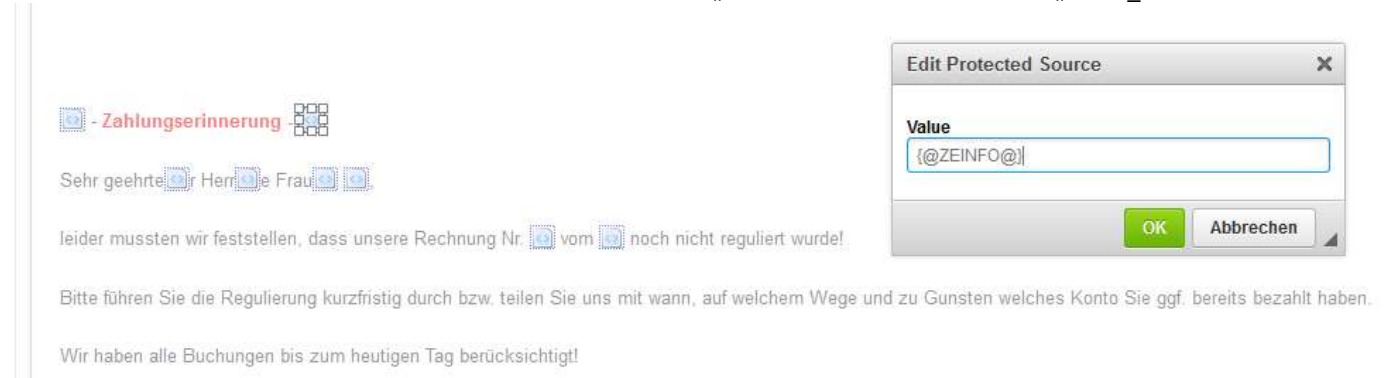 Edit Protected Source
- Zahlungserinnerung -
Value
{@ZEINFO@}
Sehr geehrte r Herr e Frau ,
leider mussten wir feststellen, dass unsere Rechnung Nr. vom noch nicht reguliert wurde!
OK Abbrechen
Bitte führen Sie die Regulierung kurzfristig durch bzw. teilen Sie uns mit wann, auf welchem Wege und zu Gunsten welches Konto Sie ggf. bereits bezahlt haben.
Wir haben alle Buchungen bis zum heutigen Tag berücksichtigt!